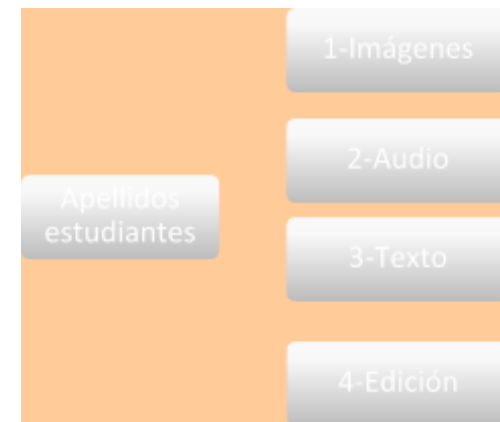 Apellidos
estudiantes
1-Imágenes
2-Audio
3-Texto
4-Edición